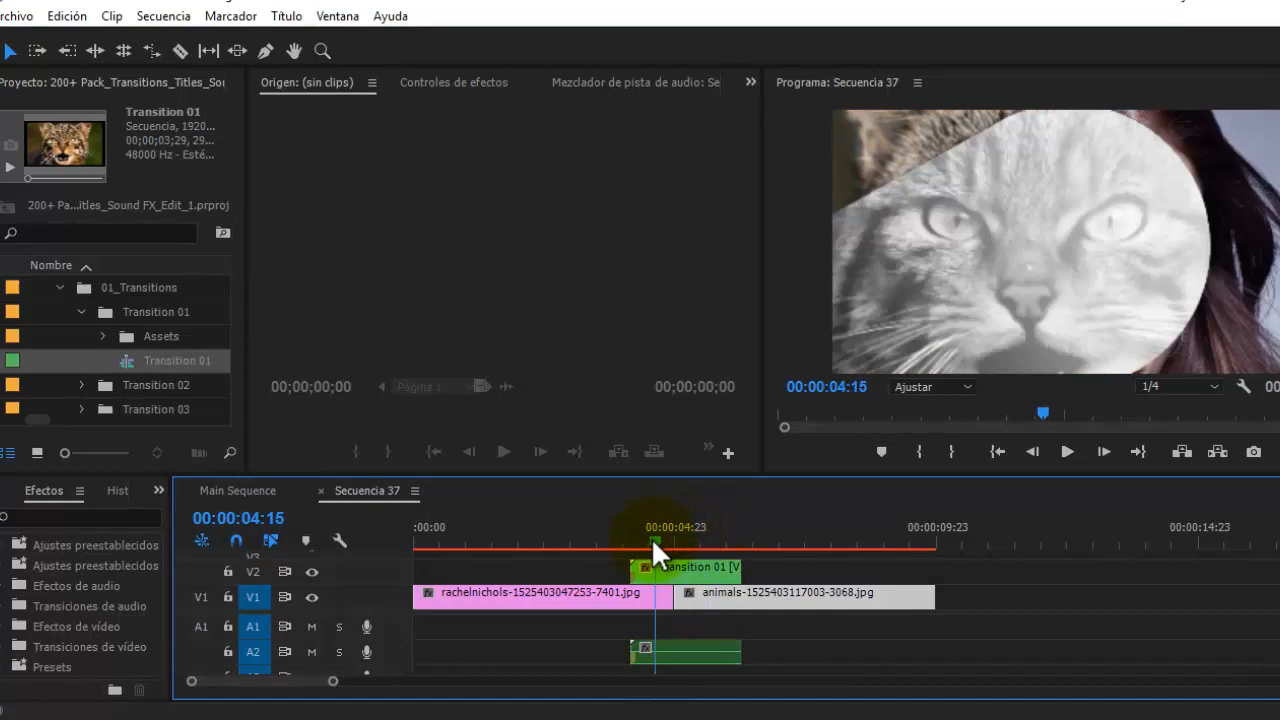 rchivo Edición Clip Secuencia Marcador Título Ventana Ayuda
Proyecto: 200+ Pack_Transitions_Titles_Sou
Origen: (sin clips) Controles de efectos Mezclador de pista de audio: Se
Programa: Secuencia 37
Transition 01
Secuencia, 1920...
00;00;03;29, 29...
48000 Hz - Esté...
200+ Pa...itles_Sound FX_Edit_1.prproj
Nombre
01_Transitions
Transition 01
Assets
Transition 01
Transition 02
Transition 03
00;00;00;00 Página 1 00;00;00;00
00:00:04:15 Ajustar 1/4 00
Efectos Hist
Ajustes preestablecidos
Ajustes preestablecidos
Efectos de audio
Transiciones de audio
Efectos de vídeo
Transiciones de vídeo
Presets
Main Sequence × Secuencia 37
00:00:04:15
:00:00 00:00:04:23 00:00:09:23 00:00:14:23
V3
V2 ansition 01 [V
V1 V1 rachelnichols-1525403047253-7401.jpg animals-1525403117003-3068.jpg
A1 A1 M S
A2 M S